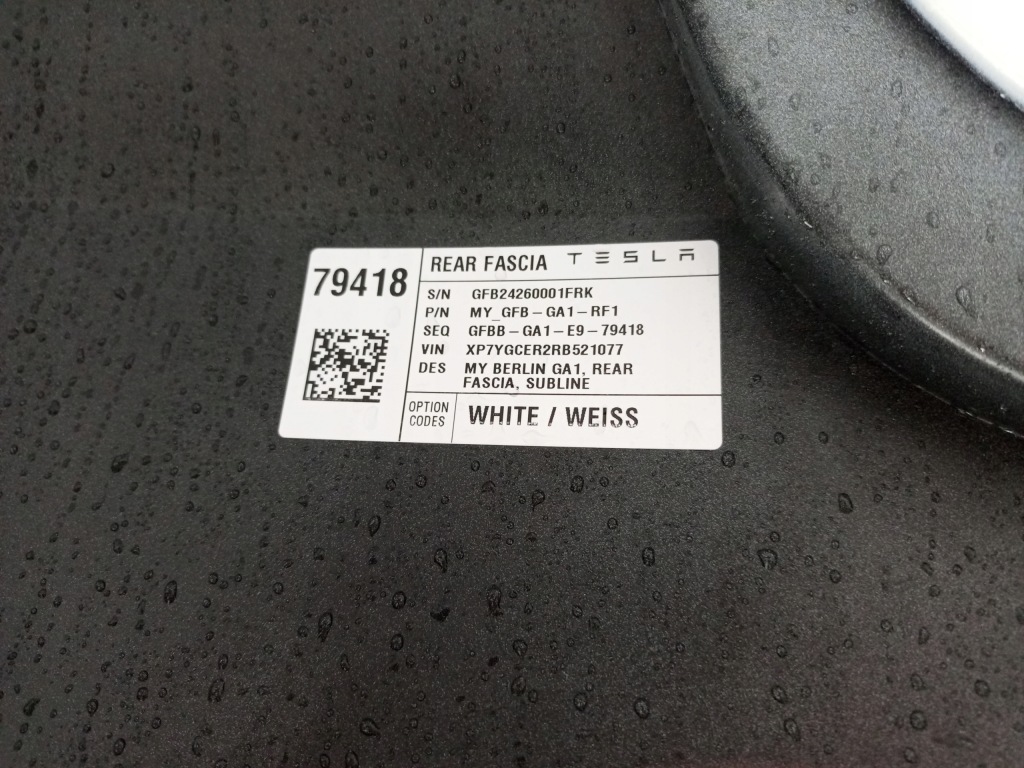 79418
REAR FASCIA TESLA
S/N GFB24260001FRK
P/N MY_GFB-GA1-RF1
SEQ GFBB-GA1-E9-79418
VIN XP7YGCER2RB521077
DES MY BERLIN GA1, REAR
FASCIA, SUBLINE
OPTION
CODES
WHITE / WEISS